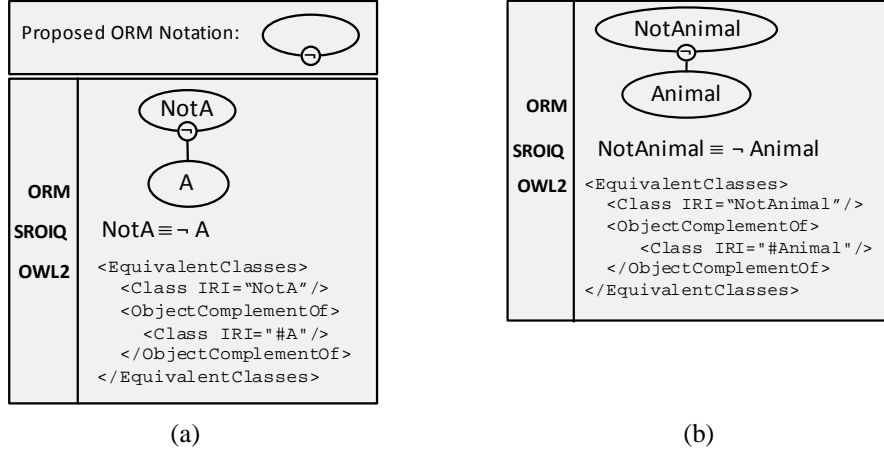 Proposed ORM Notation:
¬
NotA
¬
A
ORM
SROIQ NotA ≡ ¬ A
OWL2 <EquivalentClasses>
<Class IRI=“NotA”/>
<ObjectComplementOf>
<Class IRI="#A"/>
</ObjectComplementOf>
</EquivalentClasses>
(a)
NotAnimal
¬
Animal
ORM
SROIQ NotAnimal ≡ ¬ Animal
OWL2 <EquivalentClasses>
<Class IRI=“NotAnimal”/>
<ObjectComplementOf>
<Class IRI="#Animal"/>
</ObjectComplementOf>
</EquivalentClasses>
(b)